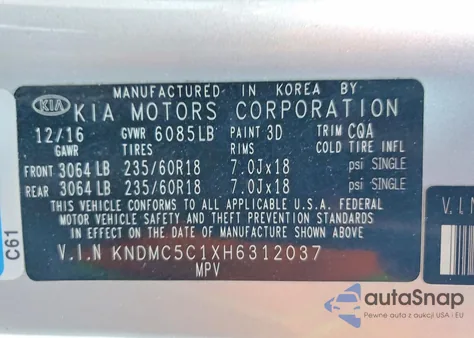 MANUFACTURED IN KOREA BY
KIA KIA MOTORS CORPORATION
12/16 GVWR 6085LB PAINT 3D TRIM CQA
GAWR TIRES RIMS COLD TIRE INFL
FRONT 3064 LB 235/60R18 7.0Jx18 psi SINGLE
REAR 3064 LB 235/60R18 7.0Jx18 psi SINGLE
THIS VEHICLE CONFORMS TO ALL APPLICABLE U.S.A. FEDERAL
MOTOR VEHICLE SAFETY AND THEFT PREVENTION STANDARDS
IN EFFECT ON THE DATE OF MANUFACTURE SHOWN ABOVE.
V.I.N KNDMC5C1XH6312037
MPV
C61
V.I.N
autoSnap
Pewne auta z USA i EU